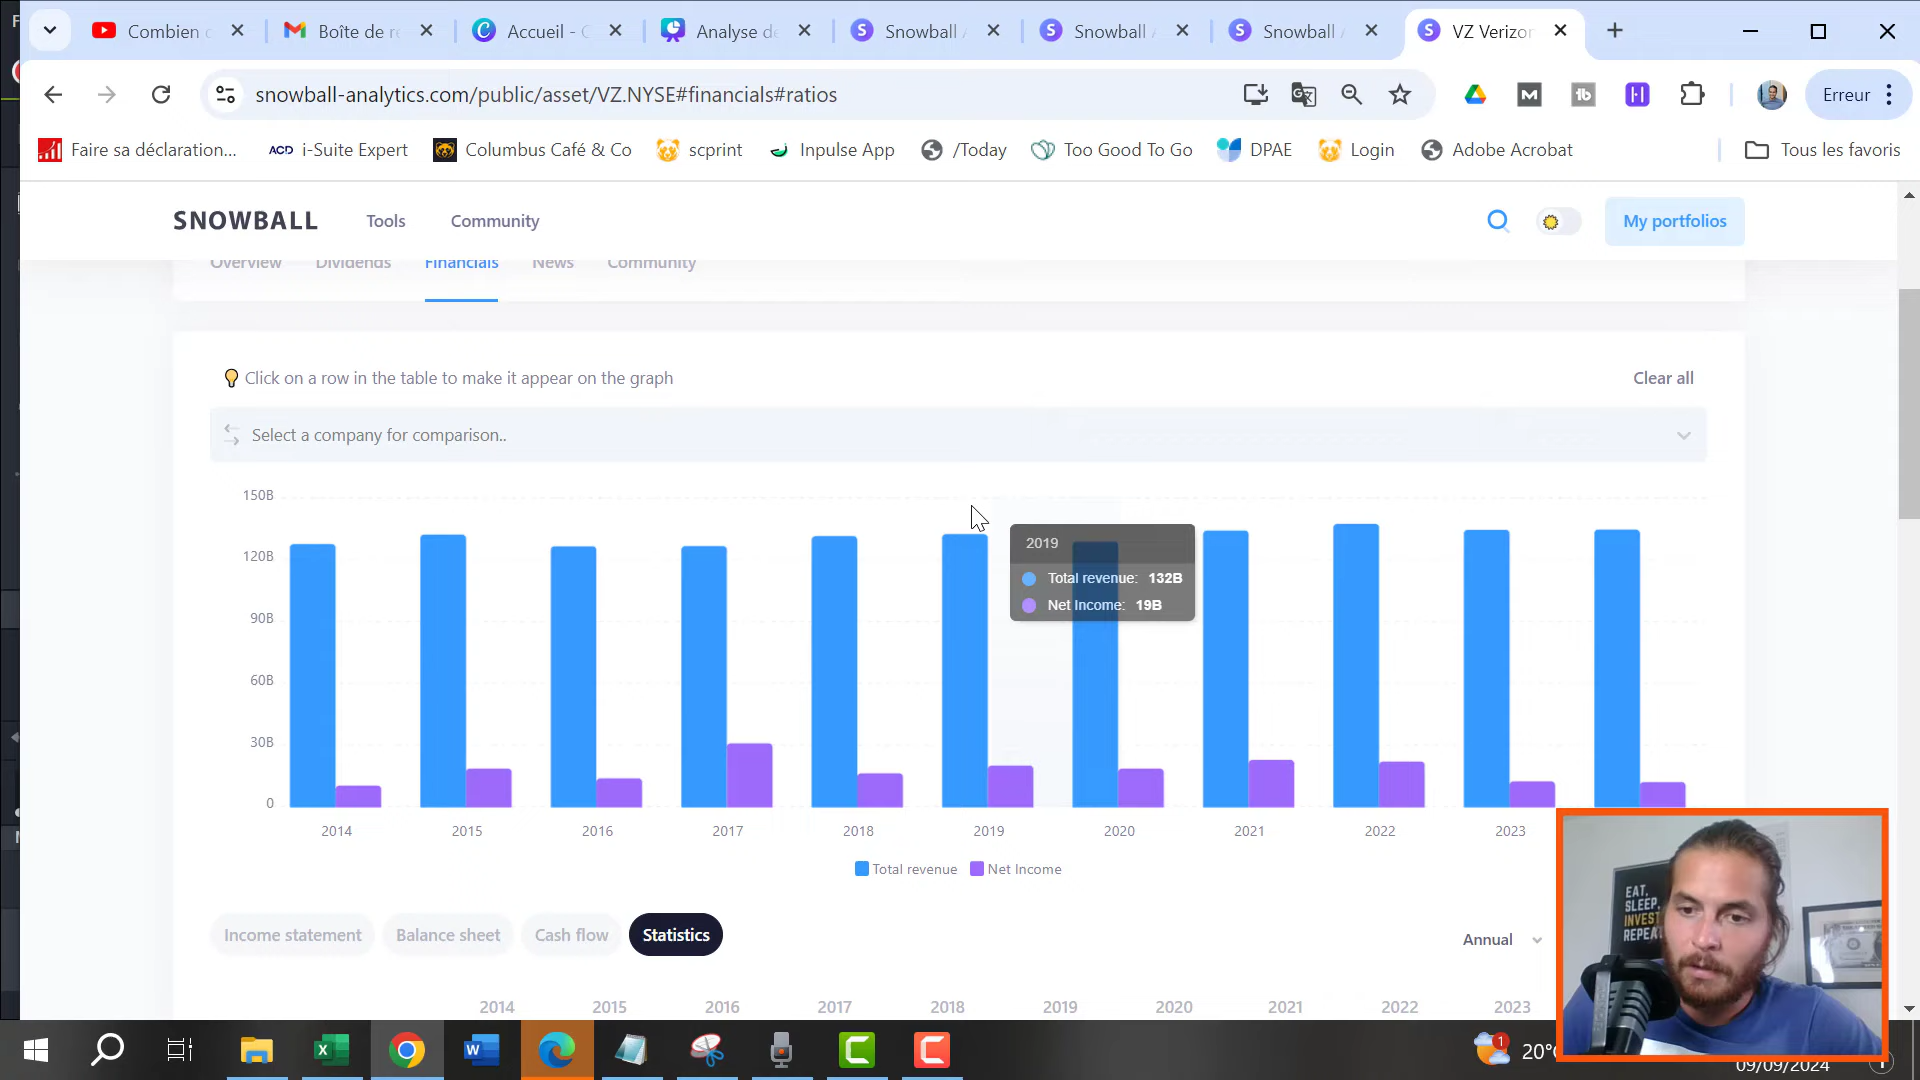 Combien
Boîte de ré
Accueil - C
Analyse de
Snowball
Snowball
Snowball
VZ Verizon
snowball-analytics.com/public/asset/VZ.NYSE#financials#ratios
Erreur
Faire sa déclaration...
ACD i-Suite Expert
Columbus Café & Co
scprint
Inpulse App
/Today
Too Good To Go
DPAE
Login
Adobe Acrobat
Tous les favoris
SNOWBALL
Tools
Community
My portfolios
Overview
Dividends
Financials
News
Community
Click on a row in the table to make it appear on the graph
Clear all
Select a company for comparison..
150B
120B
90B
60B
30B
0
2019
Total revenue: 132B
Net Income: 19B
2014 2015 2016 2017 2018 2019 2020 2021 2022 2023
Total revenue Net Income
Income statement
Balance sheet
Cash flow
Statistics
Annual
2014 2015 2016 2017 2018 2019 2020 2021 2022 2023
EAT,
SLEEP,
INVEST
REPEAT
1
20°
09/09/2024